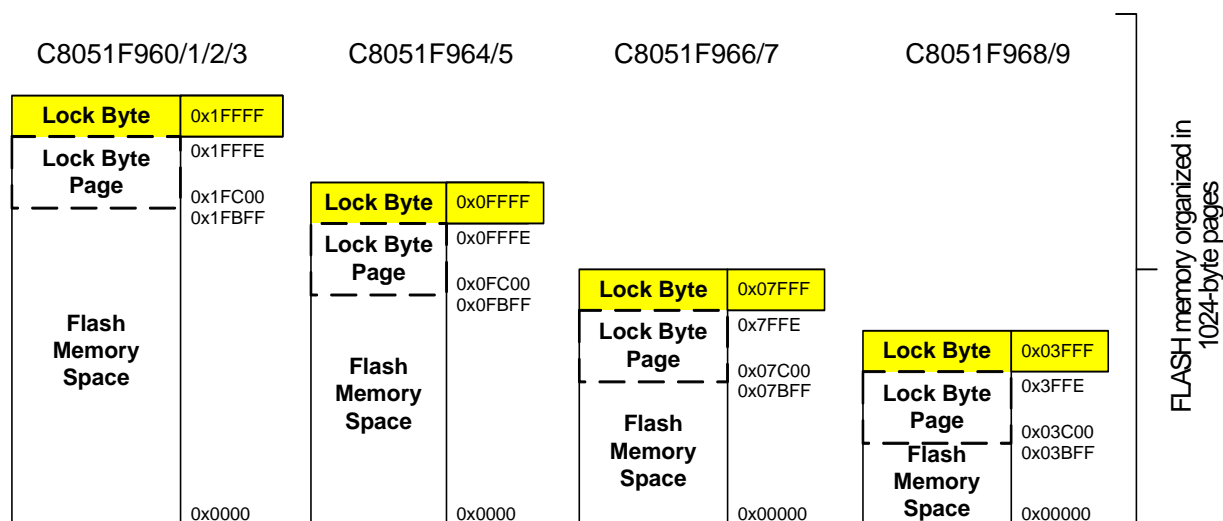 C8051F960/1/2/3
Lock Byte
0x1FFFF
Lock Byte
Page
0x1FFFE
0x1FC00
0x1FBFF
Flash
Memory
Space
0x0000
C8051F964/5
Lock Byte
0x0FFFF
Lock Byte
Page
0x0FFFE
0x0FC00
0x0FBFF
Flash
Memory
Space
0x0000
C8051F966/7
Lock Byte
0x07FFF
Lock Byte
Page
0x7FFE
0x07C00
0x07BFF
Flash
Memory
Space
0x00000
C8051F968/9
Lock Byte
0x03FFF
Lock Byte
Page
0x3FFE
0x03C00
0x03BFF
Flash
Memory
Space
0x00000
FLASH memory organized in
1024-byte pages